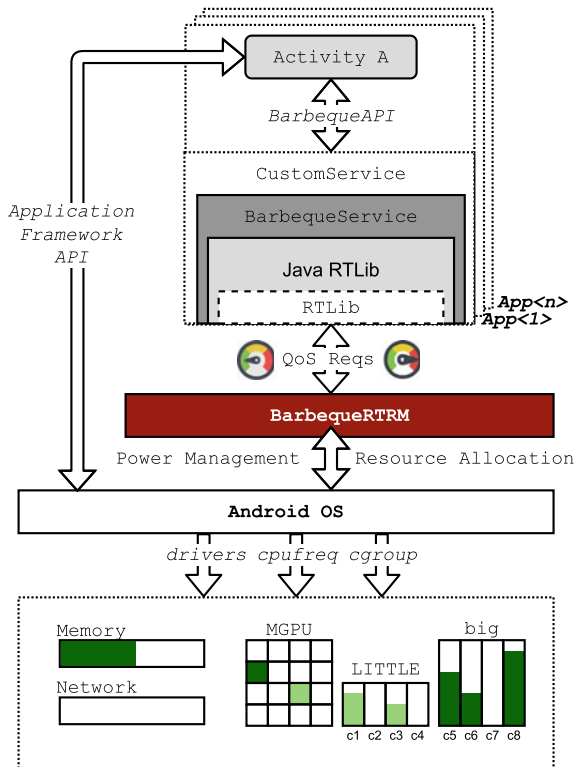 Activity A
BarbequeAPI
CustomService
Application
Framework
API
BarbequeService
Java RTLib
RTLib
App<n>
App<1>
QoS Reqs
BarbequeRTRM
Power Management
Resource Allocation
Android OS
drivers cpufreq cgroup
Memory
MGPU
big
LITTLE
Network
c1 c2 c3 c4 c5 c6 c7 c8